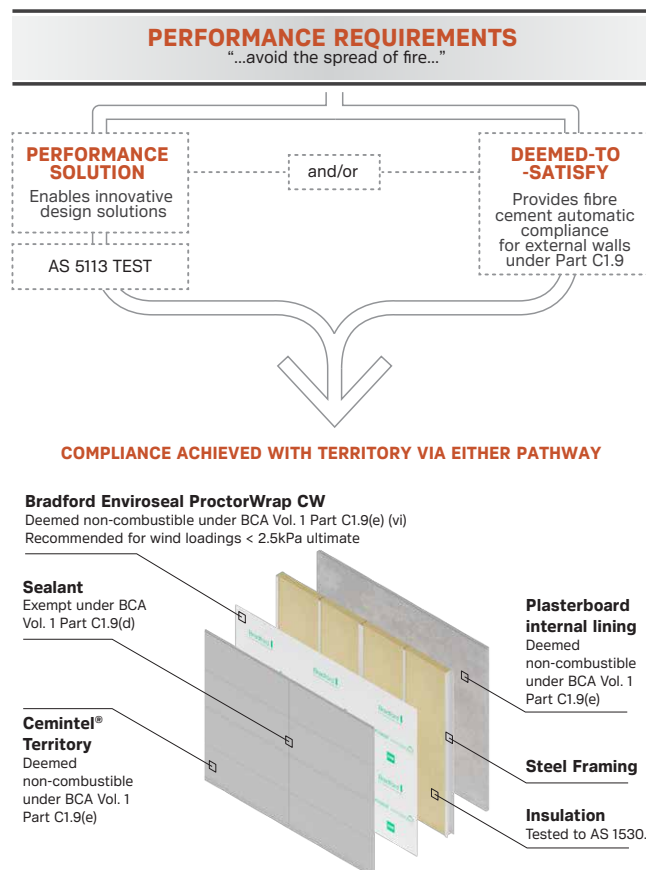 PERFORMANCE REQUIREMENTS
“...avoid the spread of fire...”
PERFORMANCE
SOLUTION
Enables innovative
design solutions
AS 5113 TEST
and/or
DEEMED-TO
-SATISFY
Provides fibre
cement automatic
compliance
for external walls
under Part C1.9
COMPLIANCE ACHIEVED WITH TERRITORY VIA EITHER PATHWAY
Bradford Enviroseal ProctorWrap CW
Deemed non-combustible under BCA Vol. 1 Part C1.9(e) (vi)
Recommended for wind loadings < 2.5kPa ultimate
Sealant
Exempt under BCA
Vol. 1 Part C1.9(d)
Cemintel®
Territory
Deemed
non-combustible
under BCA Vol. 1
Part C1.9(e)
Plasterboard
internal lining
Deemed
non-combustible
under BCA Vol. 1
Part C1.9(e)
Steel Framing
Insulation
Tested to AS 1530.
Bradford
Bradford
Bradford
Bradford